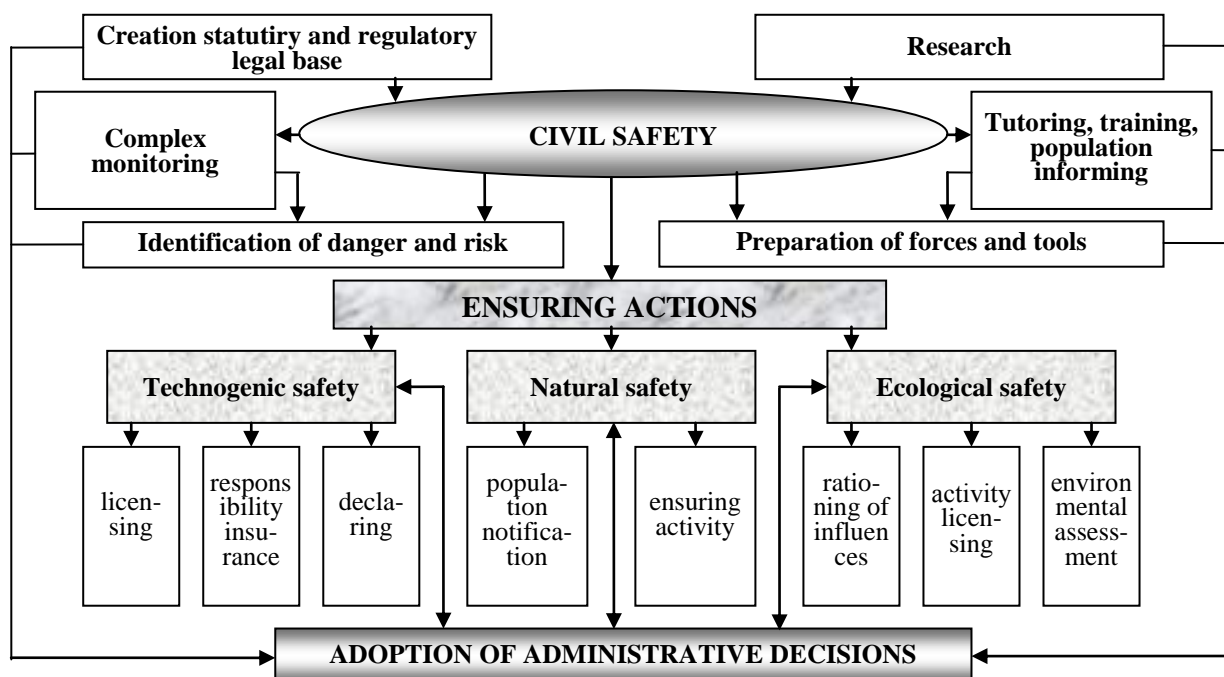 Creation statutiry and regulatory
legal base
Research
Complex
monitoring
CIVIL SAFETY
Tutoring, training,
population
informing
Identification of danger and risk
Preparation of forces and tools
ENSURING ACTIONS
Technogenic safety
Natural safety
Ecological safety
licen-
sing
respons
ibility
insu-
rance
decla-
ring
popula-
tion
notifica-
tion
ensuring
activity
ratio-
ning of
influen
ces
activity
licen-
sing
environ
mental
assess-
ment
ADOPTION OF ADMINISTRATIVE DECISIONS